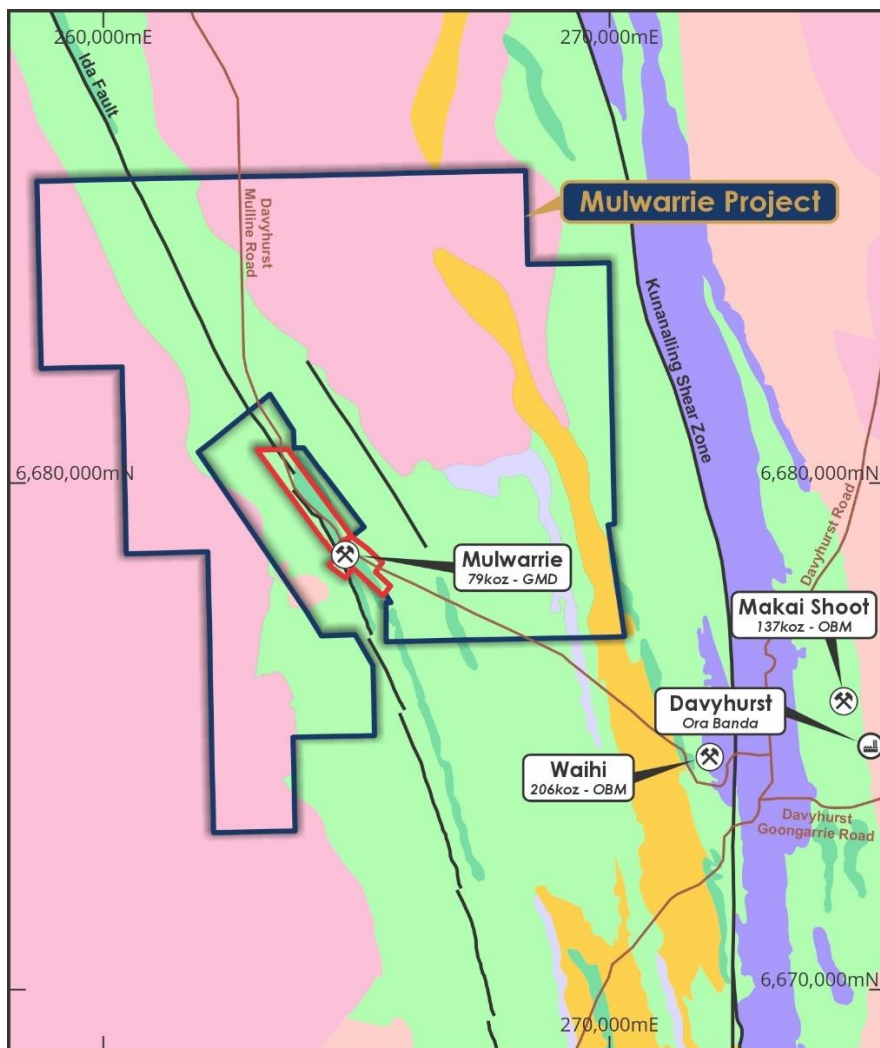 260,000mE
270,000mE
Ida Fault
Davyhurst
Mulline Road
Mulwarrie Project
Kunanalling Shear Zone
6,680,000mN
6,680,000mN
Davyhurst Road
Mulwarrie
79koz - GMD
Makai Shoot
137koz - OBM
Davyhurst
Ora Banda
Waihi
206koz - OBM
Davyhurst
Goongarrie Road
6,670,000mN
270,000mE